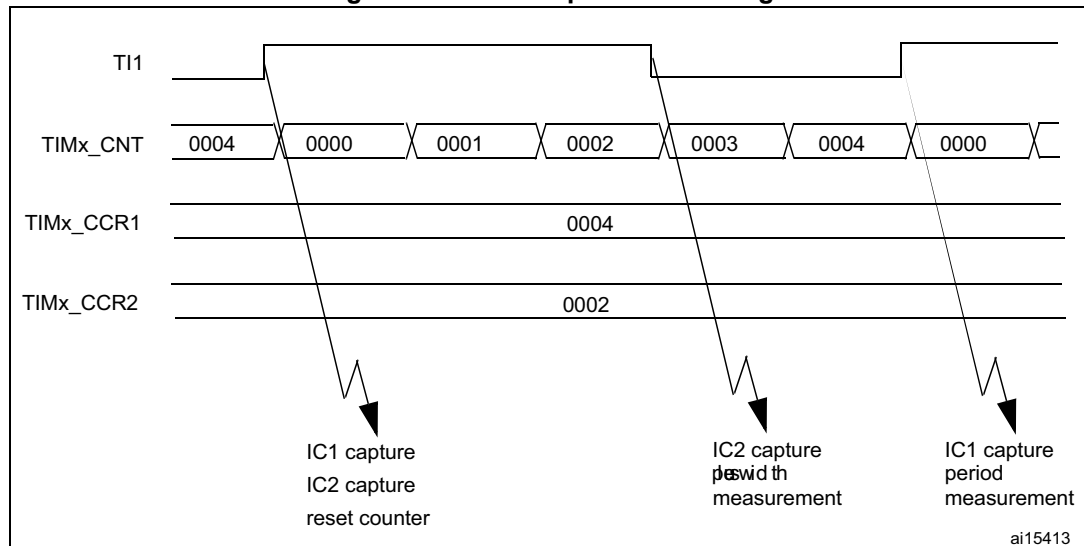 TI1
TIMx_CNT 0004 0000 0001 0002 0003 0004 0000
TIMx_CCR1 0004
TIMx_CCR2 0002
IC1 capture
IC2 capture
reset counter
IC2 capture
measurement
IC1 capture
period
measurement
ai15413